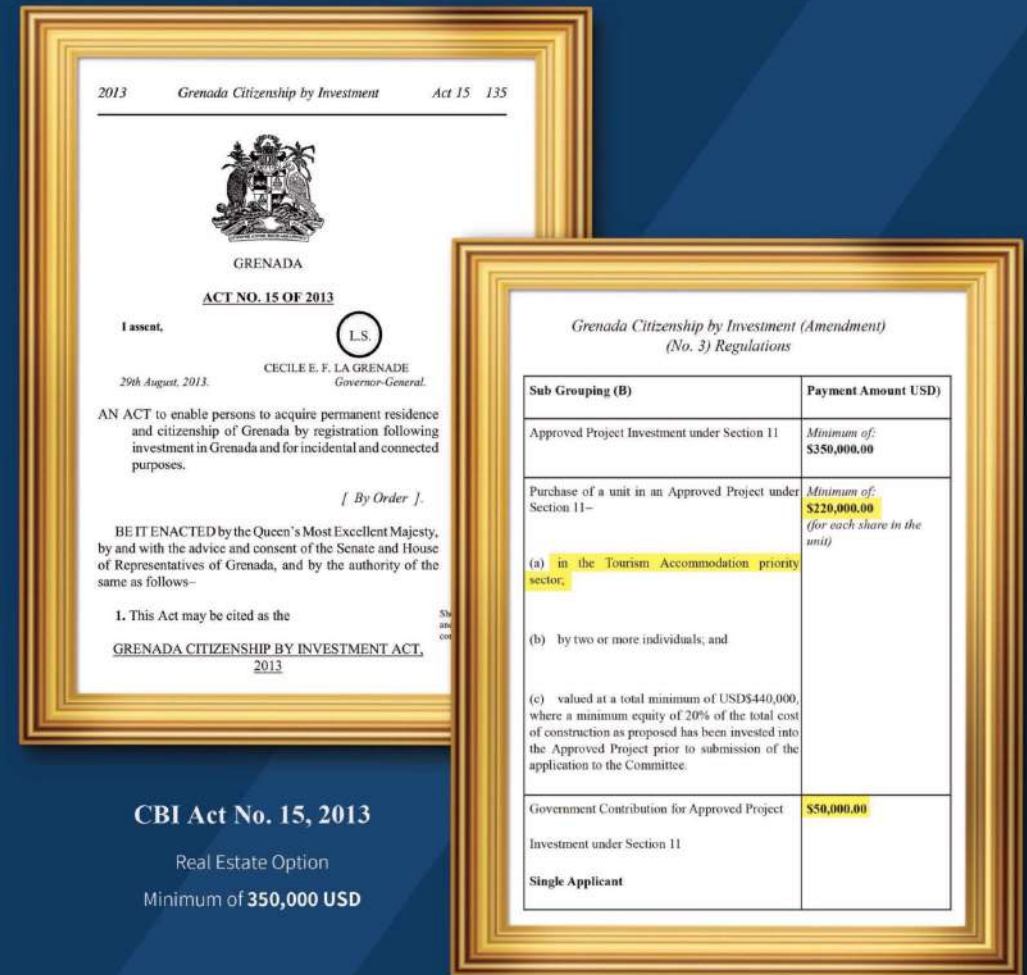 2013 Grenada Citizenship by Investment Act 15 135
GRENADA
ACT NO. 15 OF 2013
I assent,
L.S.
CECILE E. F. LA GRENADE
29th August, 2013. Governor-General.
AN ACT to enable persons to acquire permanent residence
and citizenship of Grenada by registration following
investment in Grenada and for incidental and connected
purposes.
[ By Order ].
BE IT ENACTED by the Queen's Most Excellent Majesty,
by and with the advice and consent of the Senate and House
of Representatives of Grenada, and by the authority of the
same as follows–
1. This Act may be cited as the
GRENADA CITIZENSHIP BY INVESTMENT ACT,
2013
CBI Act No. 15, 2013
Real Estate Option
Minimum of 350,000 USD
Grenada Citizenship by Investment (Amendment)
(No. 3) Regulations
Sub Grouping (B) Payment Amount USD)
Approved Project Investment under Section 11 Minimum of:
$350,000.00
Purchase of a unit in an Approved Project under Minimum of:
Section 11– $220,000.00
(for each share in the
unit)
(a) in the Tourism Accommodation priority
sector;
(b) by two or more individuals; and
(c) valued at a total minimum of USD$440,000,
where a minimum equity of 20% of the total cost
of construction as proposed has been invested into
the Approved Project prior to submission of the
application to the Committee.
Government Contribution for Approved Project $50,000.00
Investment under Section 11
Single Applicant